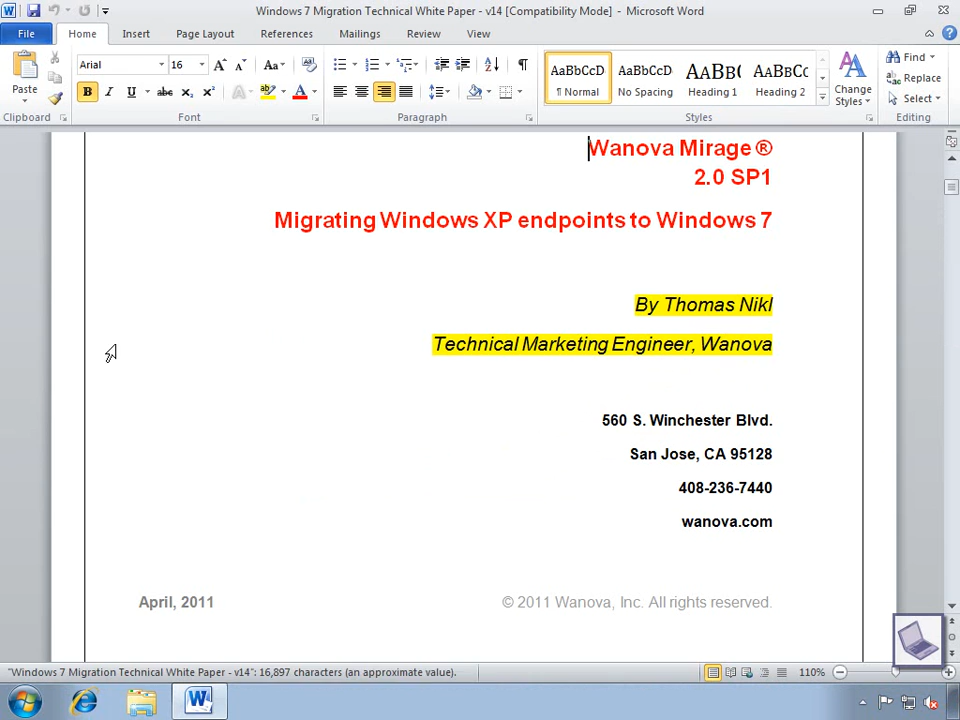 Windows 7 Migration Technical White Paper - v14 [Compatibility Mode] - Microsoft Word
File Home Insert Page Layout References Mailings Review View
Paste
Clipboard
Arial 16
B I U abc x₂ x²
Font
Paragraph
AaBbCcD AaBbCcD AaBb( AaBbCc
¶ Normal No Spacing Heading 1 Heading 2
Change Styles
Styles
Find
Replace
Select
Editing
Wanova Mirage ®
2.0 SP1
Migrating Windows XP endpoints to Windows 7
By Thomas Nikl
Technical Marketing Engineer, Wanova
560 S. Winchester Blvd.
San Jose, CA 95128
408-236-7440
wanova.com
April, 2011 © 2011 Wanova, Inc. All rights reserved.
"Windows 7 Migration Technical White Paper - v14": 16,897 characters (an approximate value). 110%